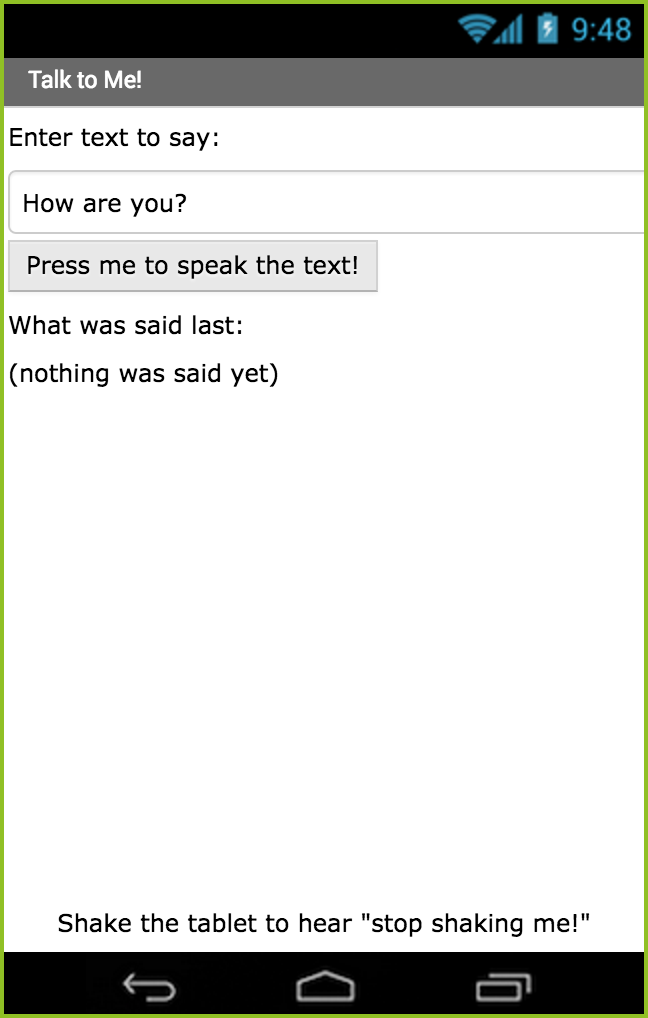 9:48
Talk to Me!
Enter text to say:
How are you?
Press me to speak the text!
What was said last:
(nothing was said yet)
Shake the tablet to hear "stop shaking me!"